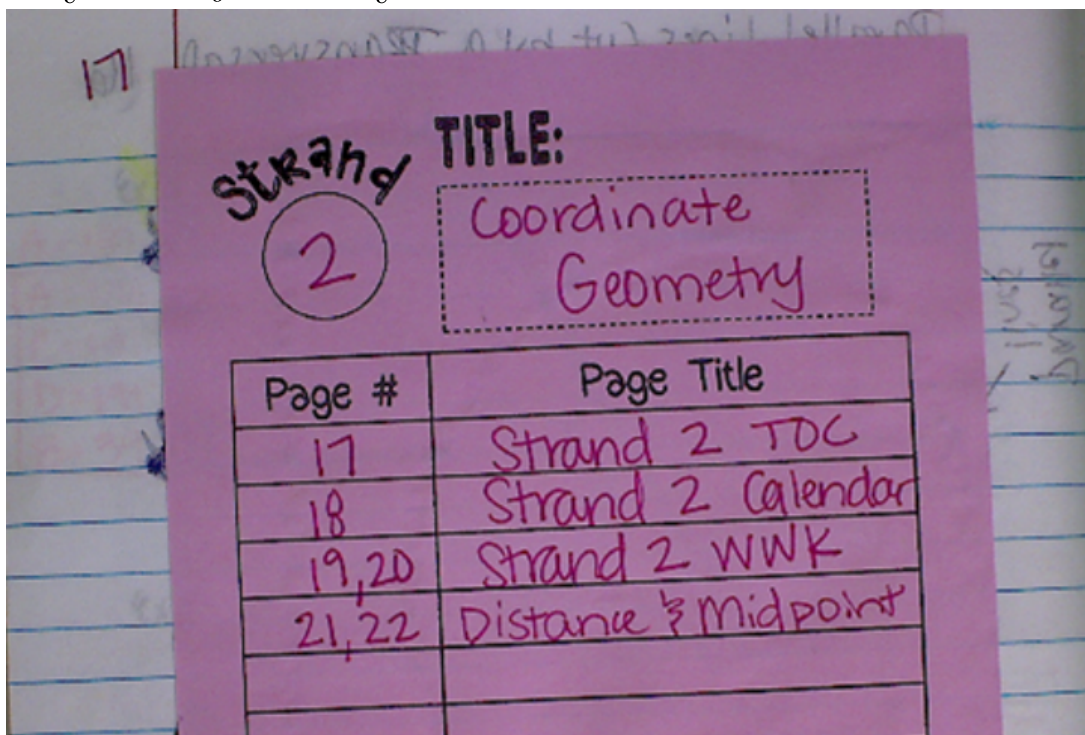 17
Strand
2
TITLE:
Coordinate
Geometry
Page # Page Title
17 Strand 2 TOC
18 Strand 2 Calendar
19,20 Strand 2 WWK
21,22 Distance & Midpoint